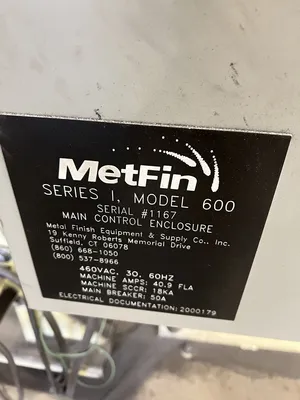 MetFin
SERIES I, MODEL 600
SERIAL #1167
MAIN CONTROL ENCLOSURE
Metal Finish Equipment & Supply Co., Inc.
19 Kenny Roberts Memorial Drive
Suffield, CT 06078
(860) 668-1050
(800) 537-8966
460VAC, 30, 60HZ
MACHINE AMPS: 40.9 FLA
MACHINE SCCR: 18KA
MAIN BREAKER: 50A
ELECTRICAL DOCUMENTATION: 2000179